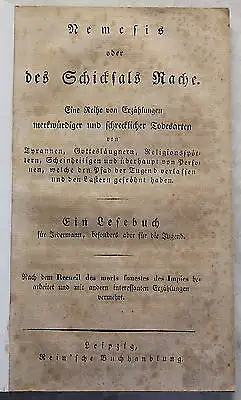 Nemesis
oder
des Schicksals Rache.
Eine Reihe von Erzählungen
merkwürdiger und schrecklicher Todesarten
von
Tyrannen, Gottesläugnern, Religionsspöt-
tern, Scheinheiligen und überhaupt von Perso-
nen, welche den Pfad der Tugend verlassen
und den Lastern gefröhnt haben.
Ein Lesebuch
für Jedermann, besonders aber für die Jugend.
Nach dem Recueil des morts funestes des Impies be-
arbeitet und mit andern interessanten Erzählungen
vermehrt.
Leipzig,
Rein'sche Buchhandlung.